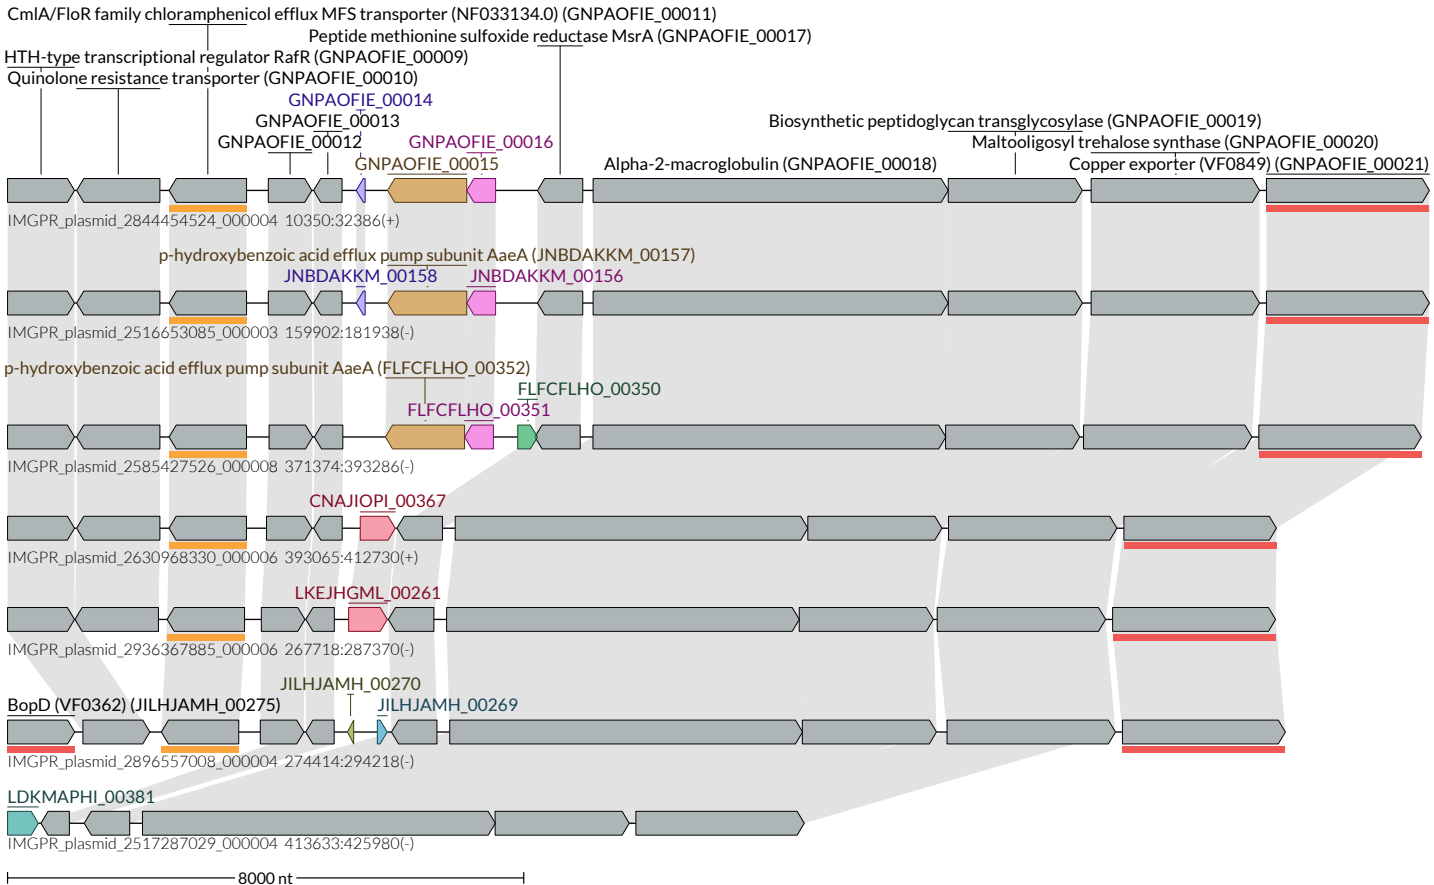 CmlA/FloR family chloramphenicol efflux MFS transporter (NF033134.0) (GNPAOFIE_00011)
Peptide methionine sulfoxide reductase MsrA (GNPAOFIE_00017)
HTH-type transcriptional regulator RafR (GNPAOFIE_00009)
Quinolone resistance transporter (GNPAOFIE_00010)
GNPAOFIE_00014
GNPAOFIE_00013
Biosynthetic peptidoglycan transglycosylase (GNPAOFIE_00019)
GNPAOFIE_00012
GNPAOFIE_00016
Maltooligosyl trehalose synthase (GNPAOFIE_00020)
GNPAOFIE_00015
Alpha-2-macroglobulin (GNPAOFIE_00018)
Copper exporter (VF0849) (GNPAOFIE_00021)
IMGPR_plasmid_2844454524_000004 10350:32386(+)
p-hydroxybenzoic acid efflux pump subunit AaeA (JNBDAKKM_00157)
JNBDAKKM_00158
JNBDAKKM_00156
IMGPR_plasmid_2516653085_000003 159902:181938(-)
p-hydroxybenzoic acid efflux pump subunit AaeA (FLFCFLHO_00352)
FLFCFLHO_00350
FLFCFLHO_00351
IMGPR_plasmid_2585427526_000008 371374:393286(-)
CNAJIOPI_00367
IMGPR_plasmid_2630968330_000006 393065:412730(+)
LKEJHGML_00261
IMGPR_plasmid_2936367885_000006 267718:287370(-)
JILHJAMH_00270
BopD (VF0362) (JILHJAMH_00275)
JILHJAMH_00269
IMGPR_plasmid_2896557008_000004 274414:294218(-)
LDKMAPHI_00381
IMGPR_plasmid_2517287029_000004 413633:425980(-)
8000 nt